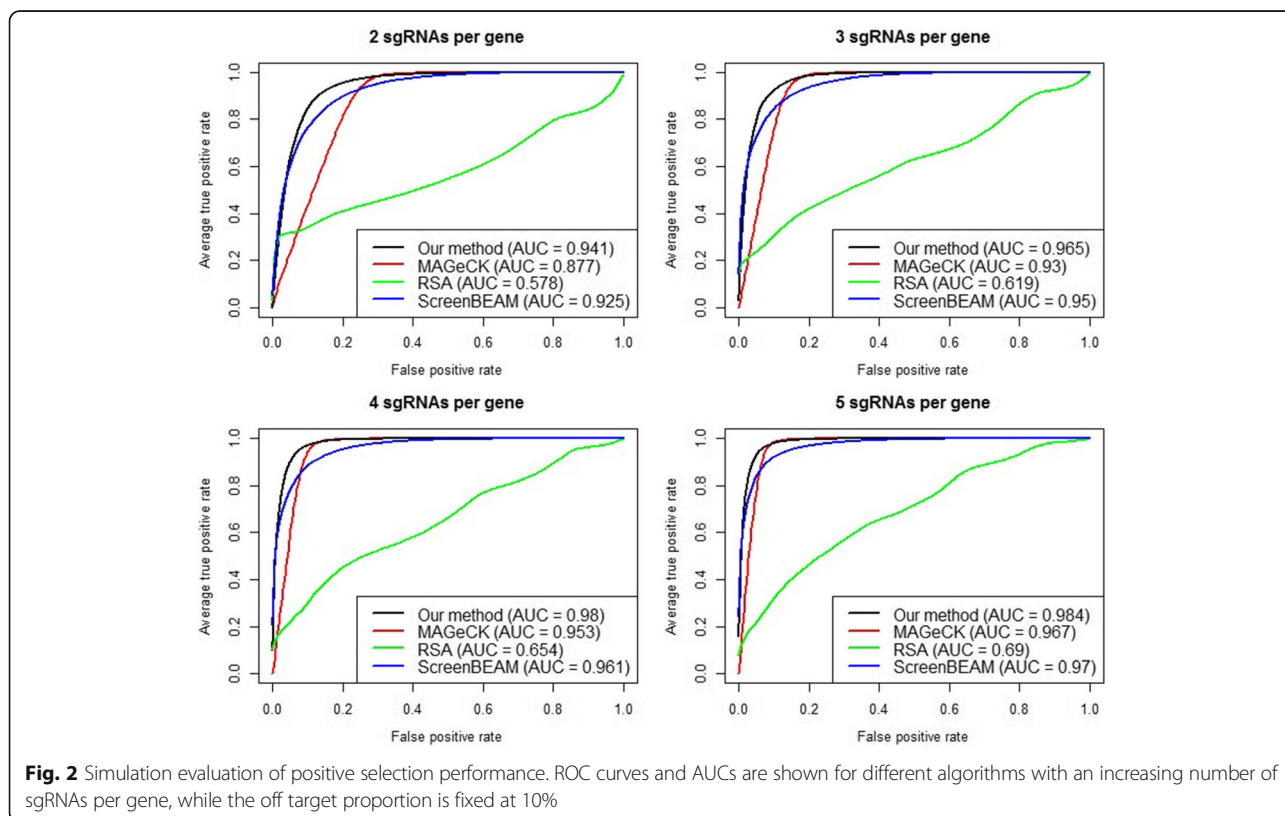 2 sgRNAs per gene
Average true positive rate
1.0
0.8
0.6
0.4
0.2
0.0
Our method (AUC = 0.941)
MAGeCK (AUC = 0.877)
RSA (AUC = 0.578)
ScreenBEAM (AUC = 0.925)
0.0 0.2 0.4 0.6 0.8 1.0
False positive rate
3 sgRNAs per gene
Average true positive rate
1.0
0.8
0.6
0.4
0.2
0.0
Our method (AUC = 0.965)
MAGeCK (AUC = 0.93)
RSA (AUC = 0.619)
ScreenBEAM (AUC = 0.95)
0.0 0.2 0.4 0.6 0.8 1.0
False positive rate
4 sgRNAs per gene
Average true positive rate
1.0
0.8
0.6
0.4
0.2
0.0
Our method (AUC = 0.98)
MAGeCK (AUC = 0.953)
RSA (AUC = 0.654)
ScreenBEAM (AUC = 0.961)
0.0 0.2 0.4 0.6 0.8 1.0
False positive rate
5 sgRNAs per gene
Average true positive rate
1.0
0.8
0.6
0.4
0.2
0.0
Our method (AUC = 0.984)
MAGeCK (AUC = 0.967)
RSA (AUC = 0.69)
ScreenBEAM (AUC = 0.97)
0.0 0.2 0.4 0.6 0.8 1.0
False positive rate
Fig. 2 Simulation evaluation of positive selection performance. ROC curves and AUCs are shown for different algorithms with an increasing number of
sgRNAs per gene, while the off target proportion is fixed at 10%